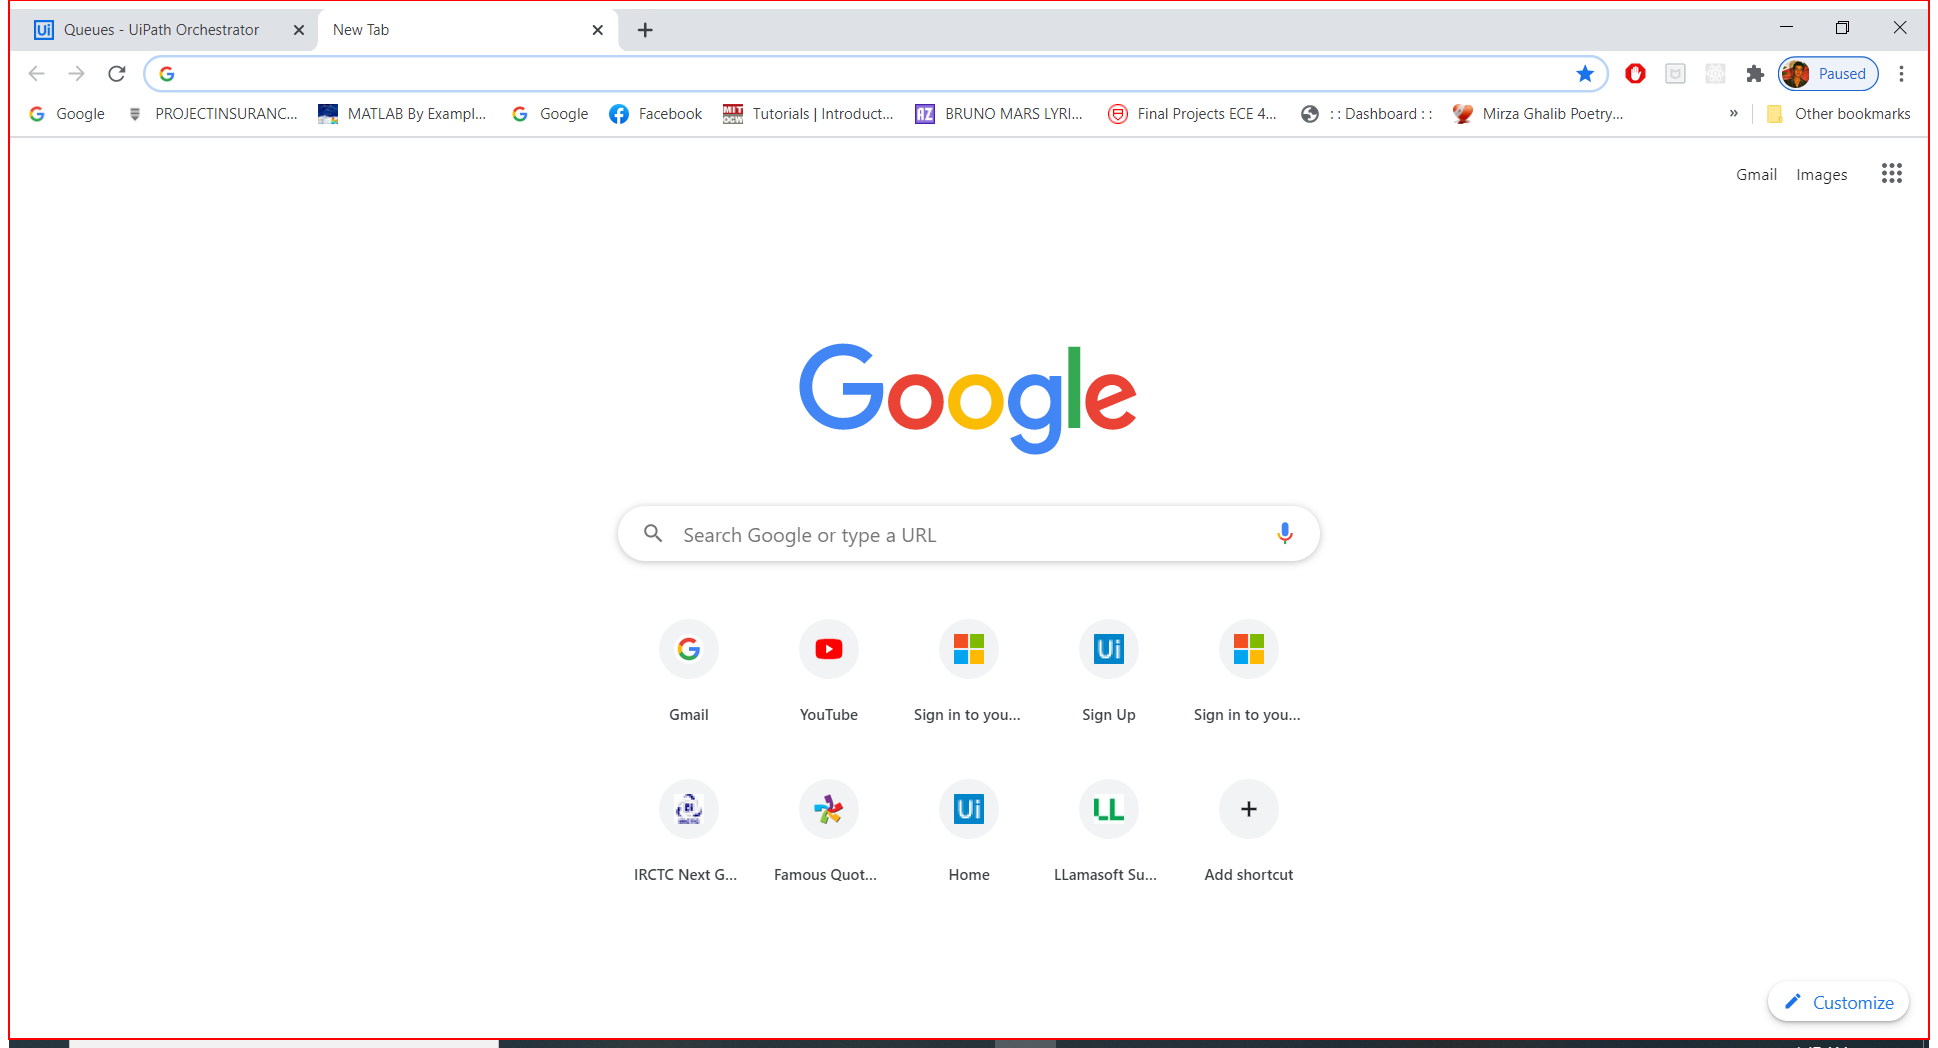 Queues - UiPath Orchestrator
New Tab
Paused
Google
PROJECTINSURANC...
MATLAB By Exampl...
Google
Facebook
Tutorials | Introduct...
BRUNO MARS LYRI...
Final Projects ECE 4...
: : Dashboard : :
Mirza Ghalib Poetry...
»
Other bookmarks
Gmail Images
Google
Search Google or type a URL
Gmail
YouTube
Sign in to you...
Sign Up
Sign in to you...
IRCTC Next G...
Famous Quot...
Home
LLamasoft Su...
Add shortcut
Customize